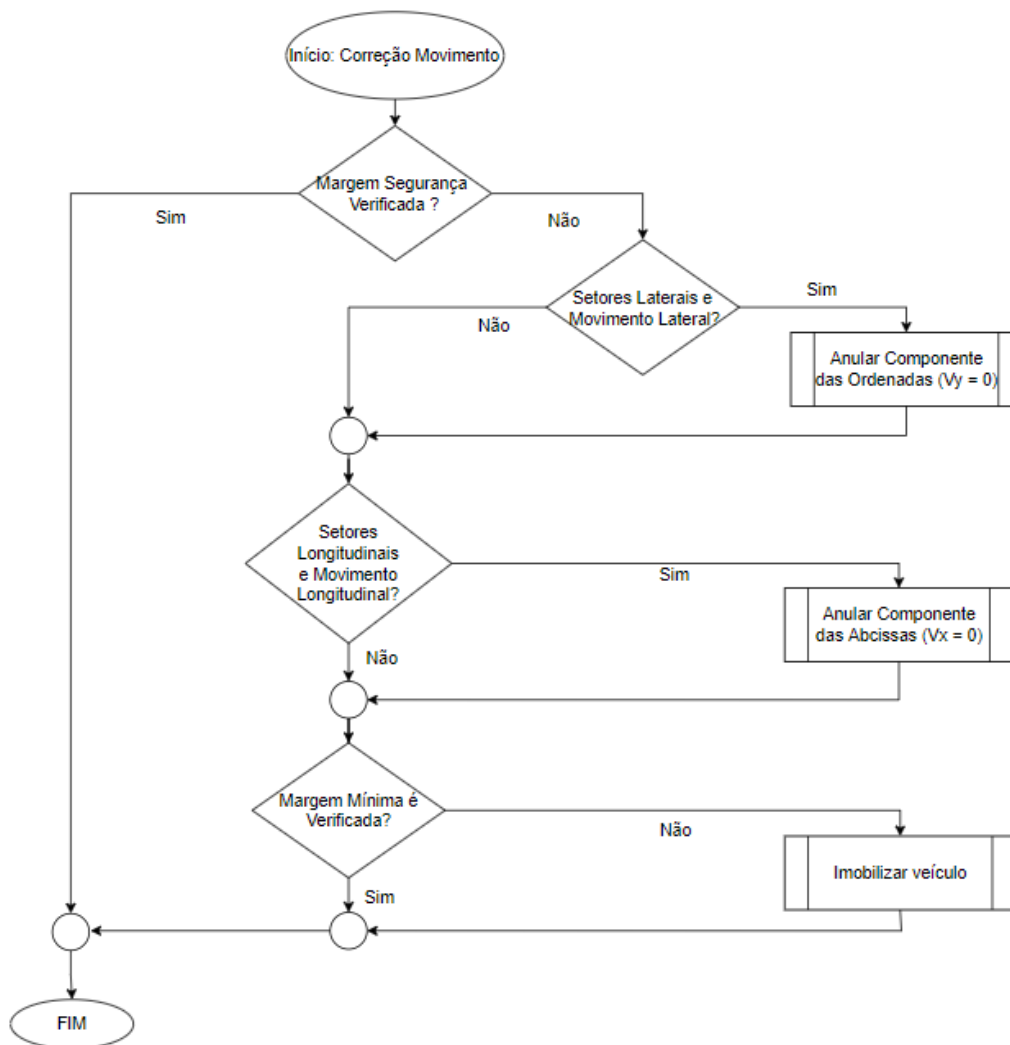 Início: Correção Movimento
Margem Segurança
Verificada ?
Sim
Não
Setores Laterais e
Movimento Lateral?
Sim
Não
Anular Componente
das Ordenadas (Vy = 0)
Setores
Longitudinais
e Movimento
Longitudinal?
Sim
Anular Componente
das Abcissas (Vx = 0)
Não
Margem Mínima é
Verificada?
Não
Imobilizar veículo
Sim
FIM